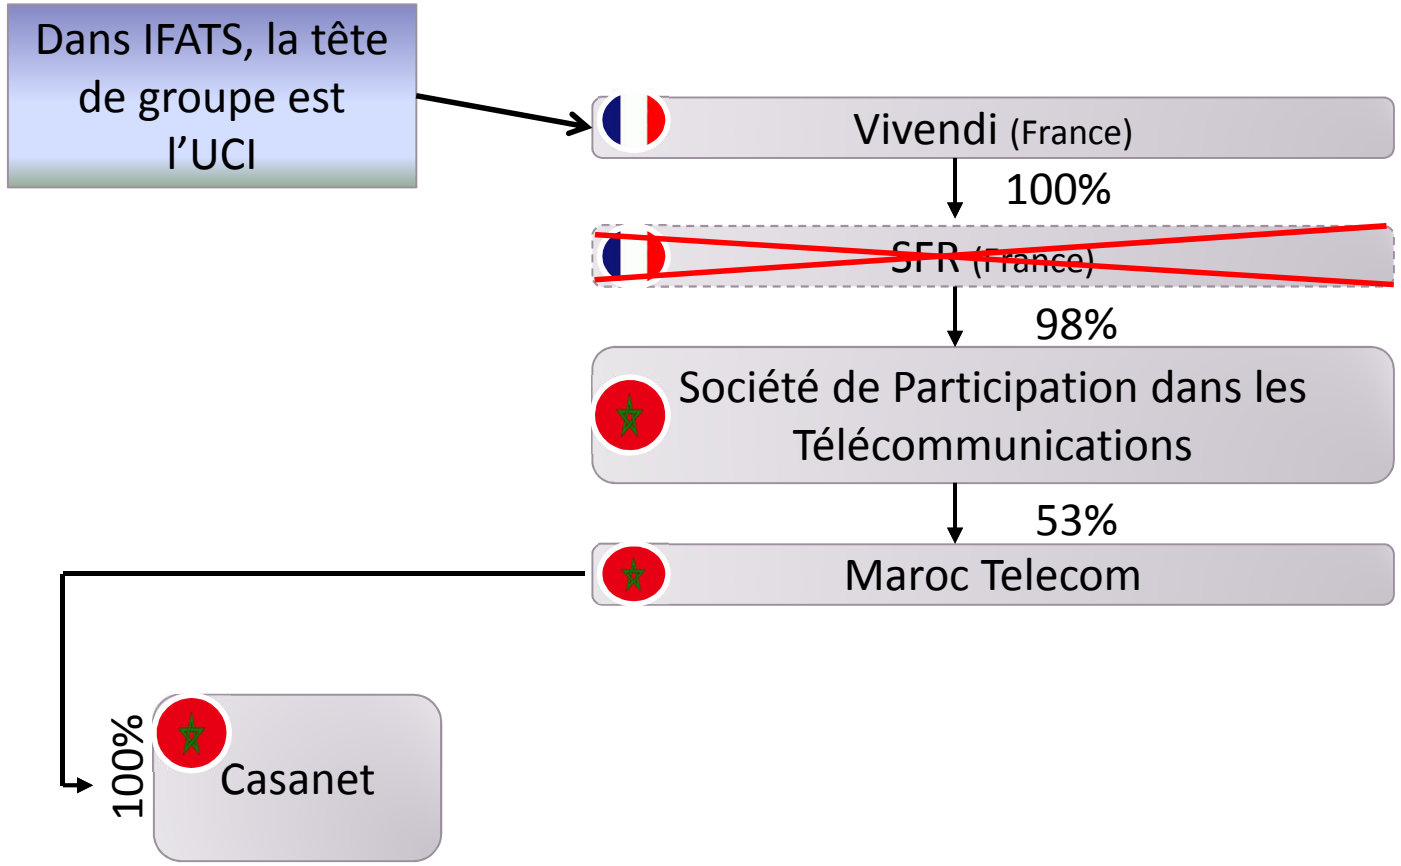 Dans IFATS, la tête
de groupe est
l’UCI
Vivendi (France)
100%
SFR (France)
98%
Société de Participation dans les
Télécommunications
53%
Maroc Telecom
100%
Casanet